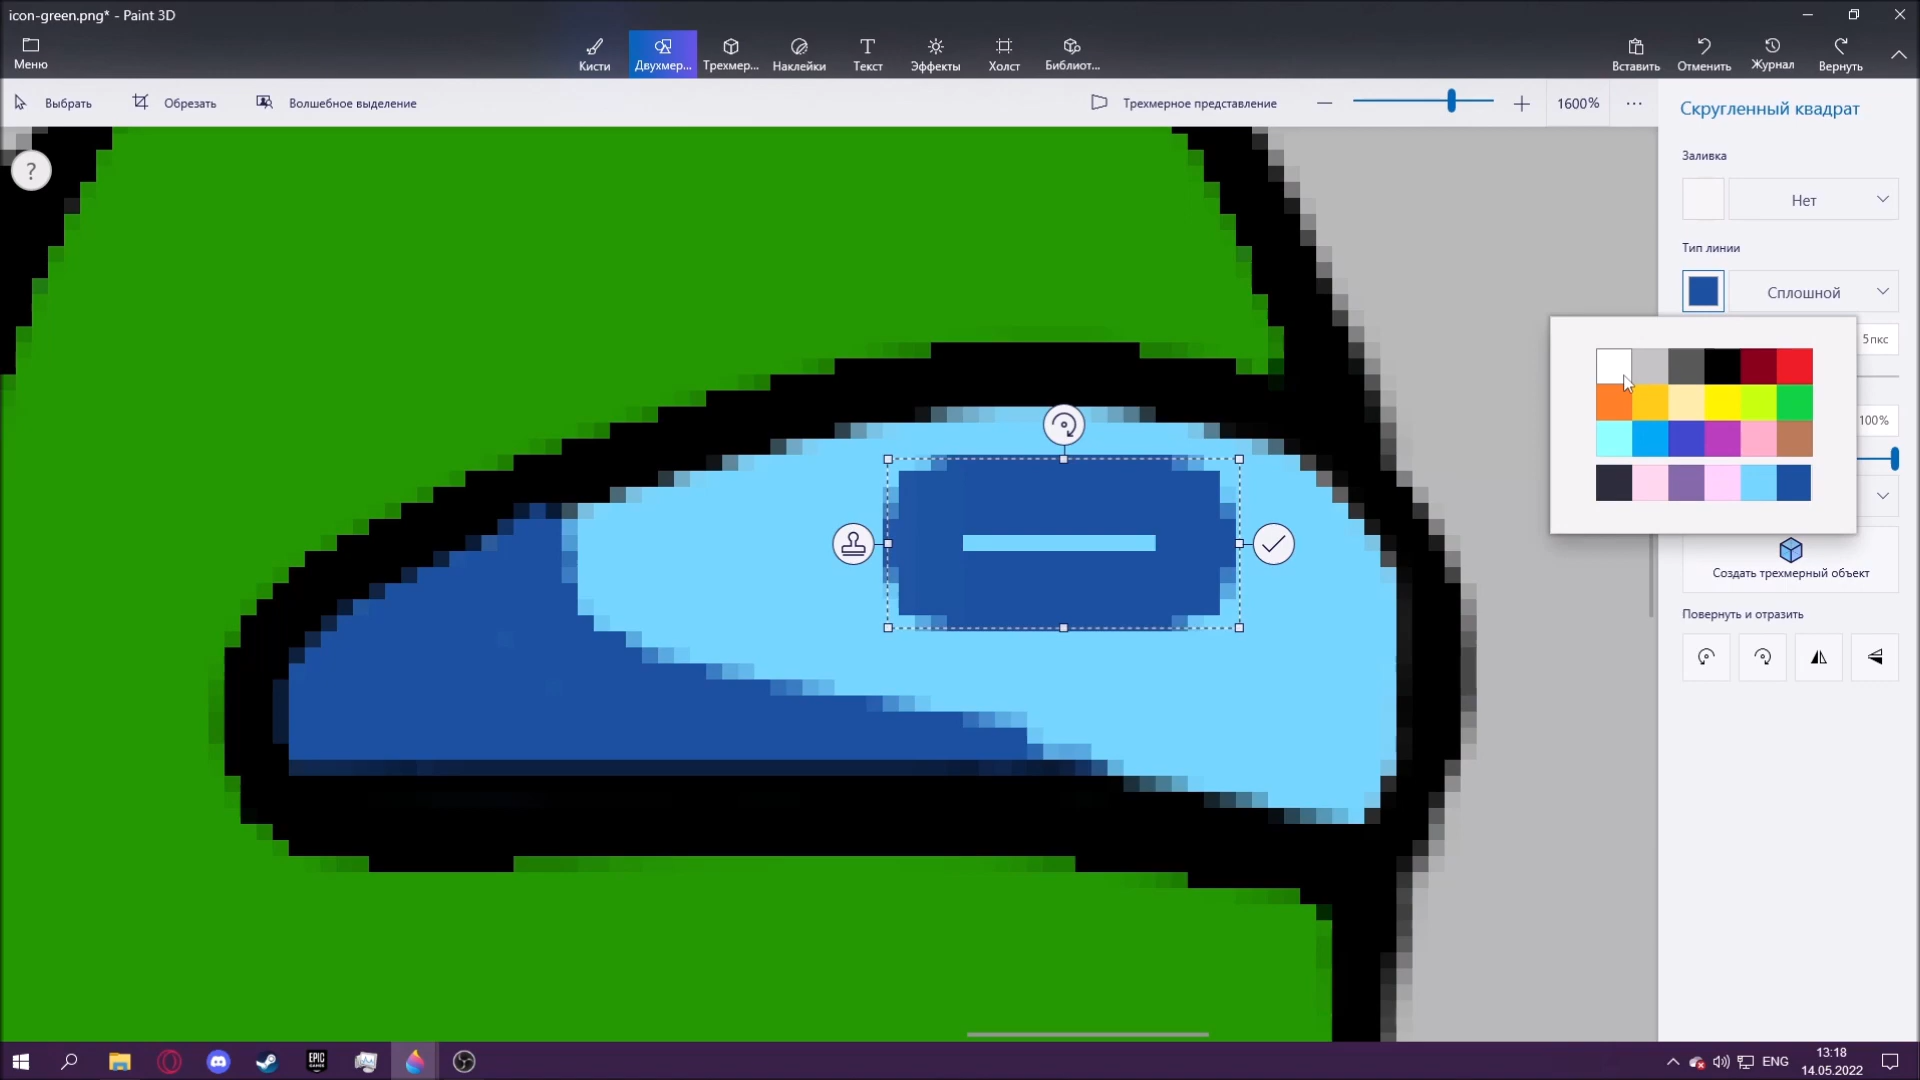 icon-green.png* - Paint 3D
Меню
Кисти
Двухмер...
Трехмер...
Наклейки
Текст
Эффекты
Холст
Библиот...
Вставить
Отменить
Журнал
Вернуть
Выбрать
Обрезать
Волшебное выделение
Трехмерное представление
1600%
Скругленный квадрат
?
Заливка
Нет
Тип линии
Сплошной
5пкс
100%
Создать трехмерный объект
Повернуть и отразить
EPIC
GAMES
ENG
13:18
14.05.2022